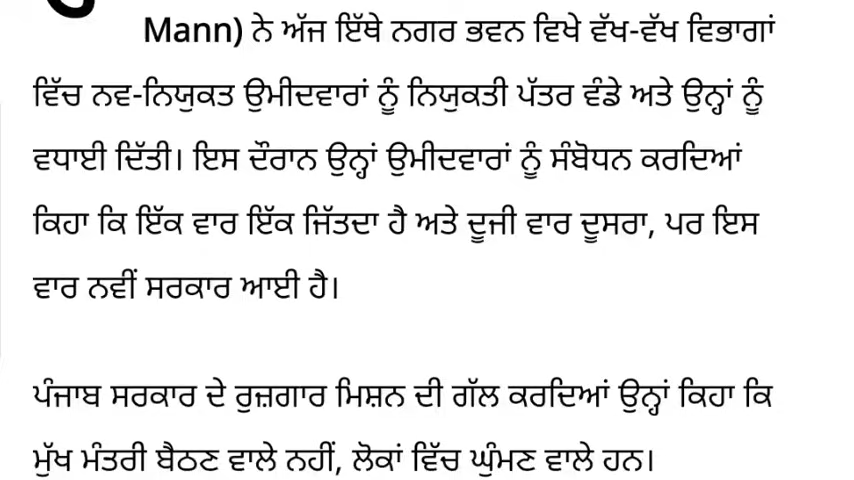 Mann) ਨੇ ਅੱਜ ਇੱਥੇ ਨਗਰ ਭਵਨ ਵਿਖੇ ਵੱਖ-ਵੱਖ ਵਿਭਾਗਾਂ
ਵਿੱਚ ਨਵ-ਨਿਯੁਕਤ ਉਮੀਦਵਾਰਾਂ ਨੂੰ ਨਿਯੁਕਤੀ ਪੱਤਰ ਵੰਡੇ ਅਤੇ ਉਨ੍ਹਾਂ ਨੂੰ
ਵਧਾਈ ਦਿੱਤੀ। ਇਸ ਦੌਰਾਨ ਉਨ੍ਹਾਂ ਉਮੀਦਵਾਰਾਂ ਨੂੰ ਸੰਬੋਧਨ ਕਰਦਿਆਂ
ਕਿਹਾ ਕਿ ਇੱਕ ਵਾਰ ਇੱਕ ਜਿੱਤਦਾ ਹੈ ਅਤੇ ਦੂਜੀ ਵਾਰ ਦੂਸਰਾ, ਪਰ ਇਸ
ਵਾਰ ਨਵੀਂ ਸਰਕਾਰ ਆਈ ਹੈ।
ਪੰਜਾਬ ਸਰਕਾਰ ਦੇ ਰੁਜ਼ਗਾਰ ਮਿਸ਼ਨ ਦੀ ਗੱਲ ਕਰਦਿਆਂ ਉਨ੍ਹਾਂ ਕਿਹਾ ਕਿ
ਮੁੱਖ ਮੰਤਰੀ ਬੈਠਣ ਵਾਲੇ ਨਹੀਂ, ਲੋਕਾਂ ਵਿੱਚ ਘੁੰਮਣ ਵਾਲੇ ਹਨ।